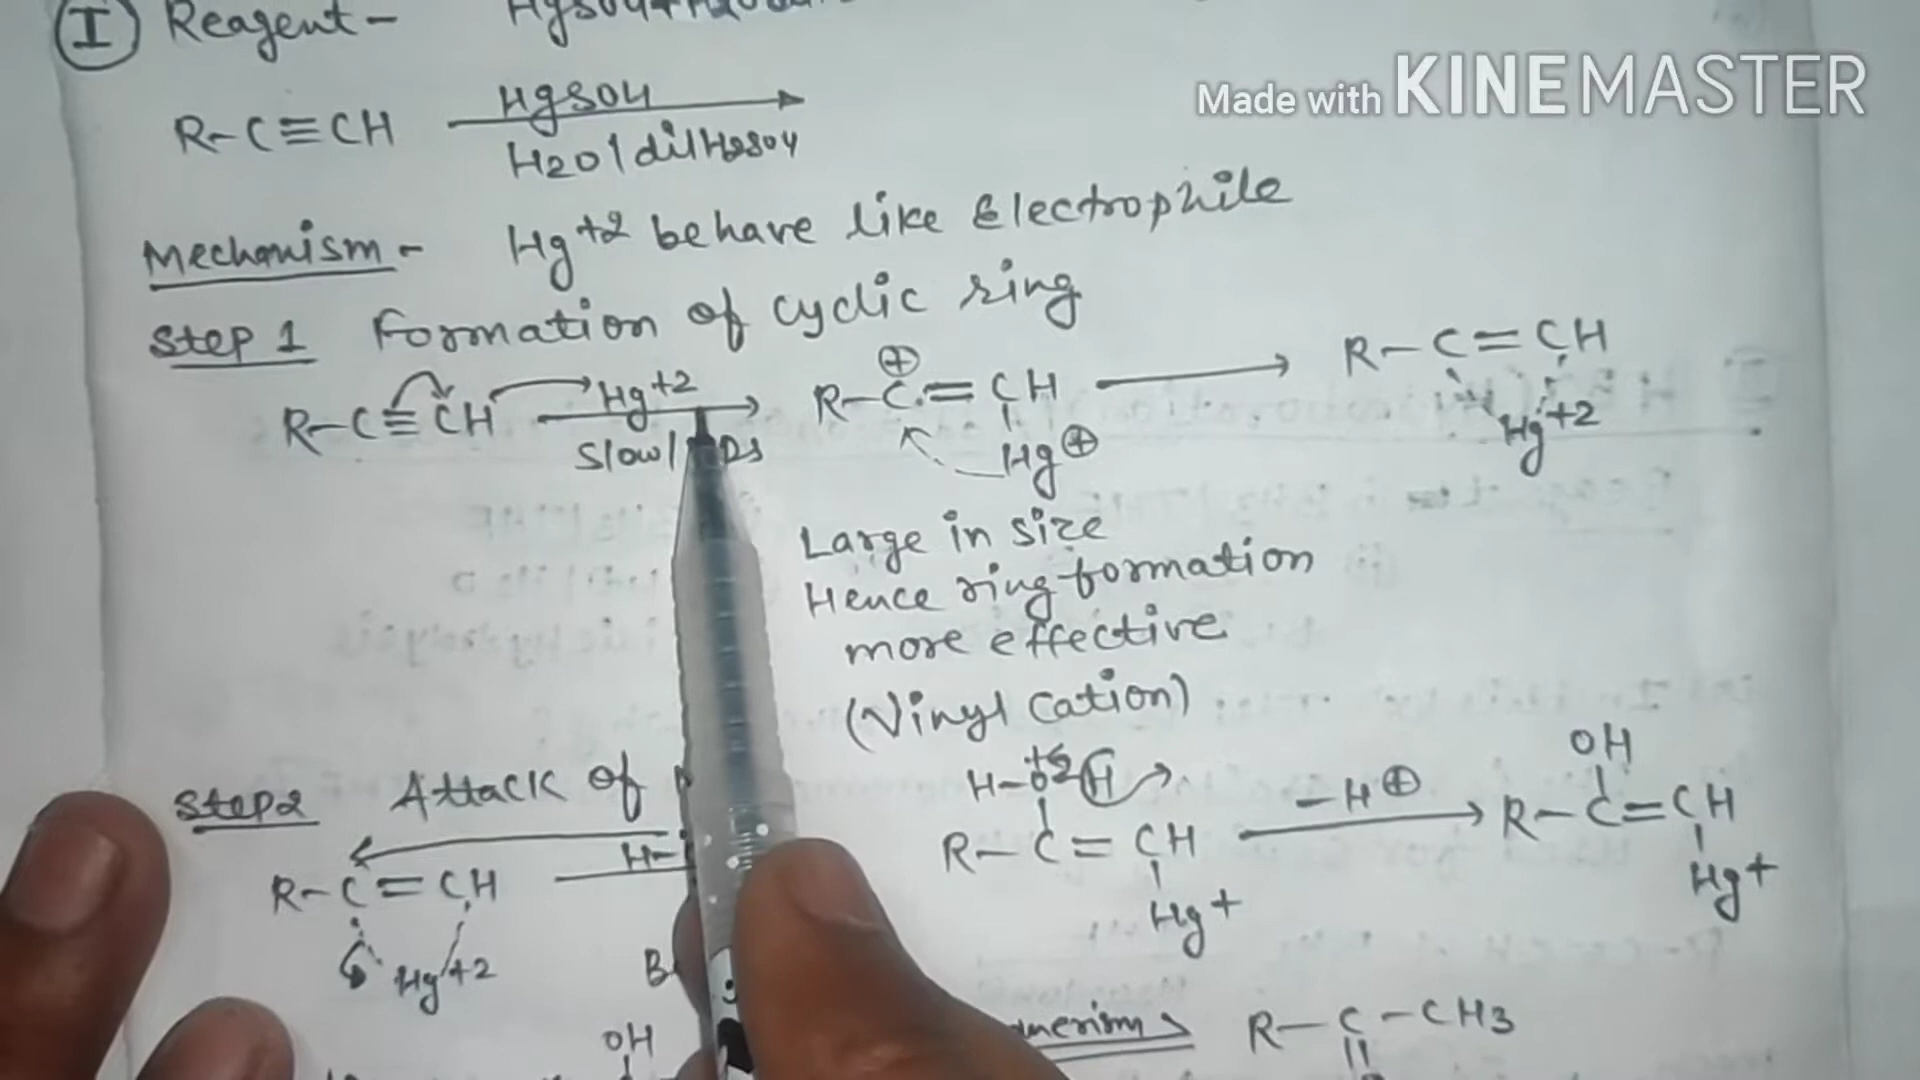 I Reagent-
Made with KINEMASTER
R-C≡CH HgSO4
H2O/dilH2SO4
Mechanism- Hg+2 behave like Electrophile
Step 1 Formation of cyclic ring
R-C≡CH Hg+2 R-C=CH R-C=CH
⊕
Slow/ Hg⊕ Hg+2
Large in size
Hence ring formation
more effective
(Vinyl cation)
Step2 Attack of
H-O-H -H⊕ OH
R-C=CH R-C=CH R-C=CH
Hg+2 Hg+ Hg+
OH R-C-CH3